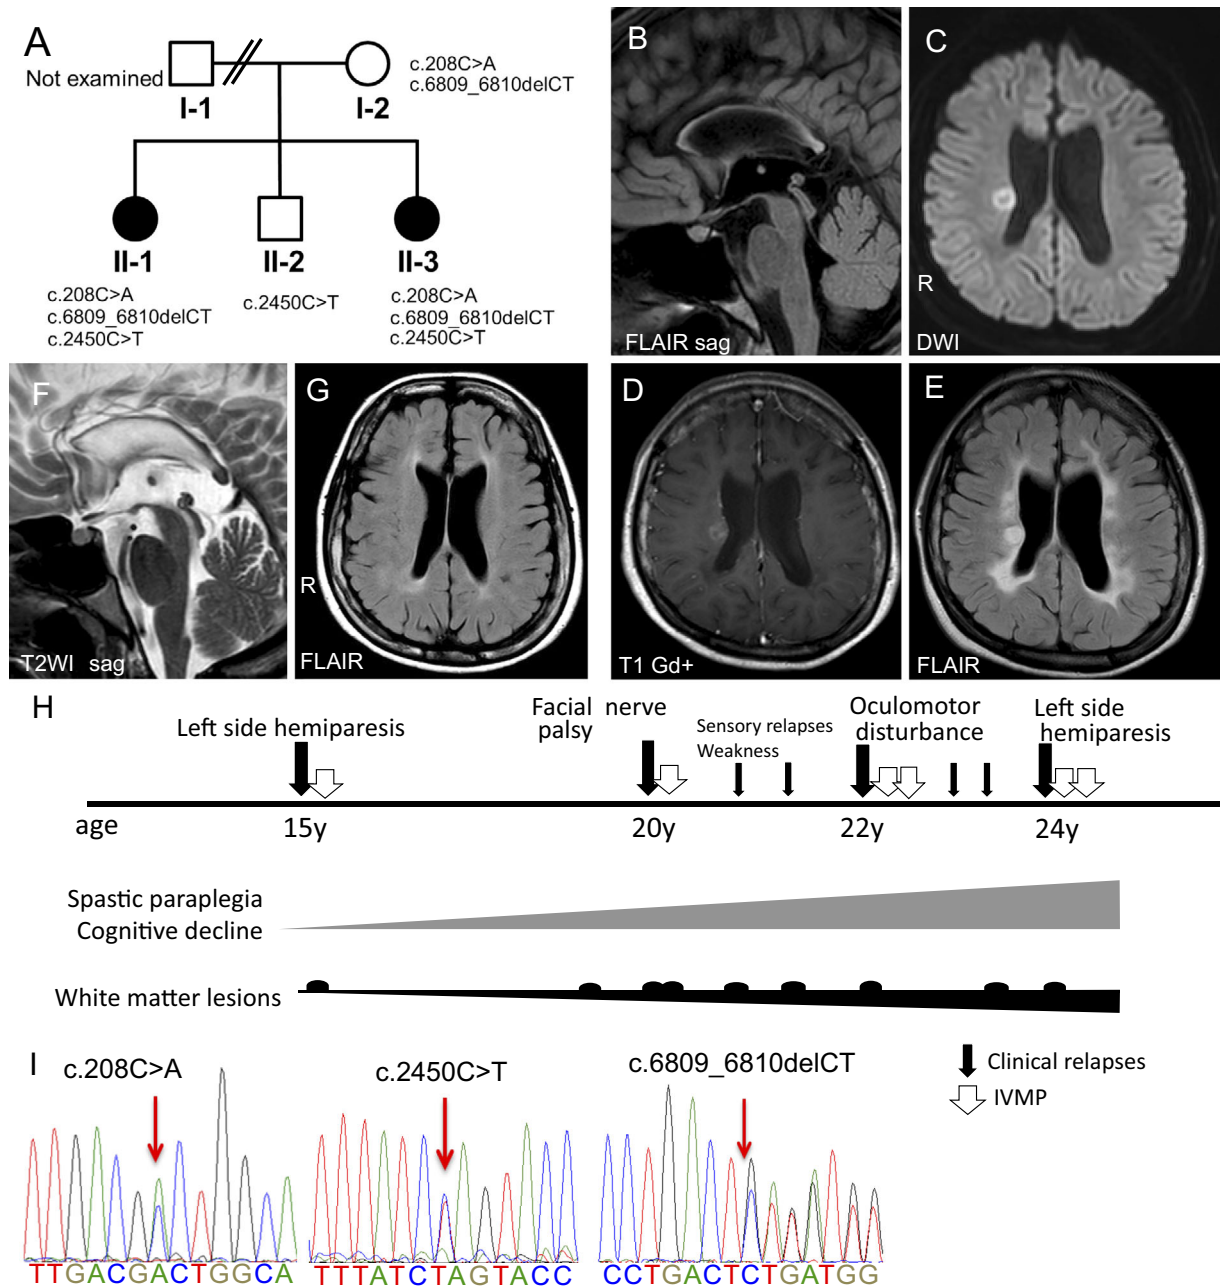 A
Not examined
I-1
I-2
c.208C>A
c.6809_6810delCT
II-1
II-2
II-3
c.208C>A
c.6809_6810delCT
c.2450C>T
c.2450C>T
c.208C>A
c.6809_6810delCT
c.2450C>T
B
FLAIR sag
C
R
DWI
F
T2WI sag
G
R
FLAIR
D
T1 Gd+
E
FLAIR
H
Left side hemiparesis
Facial nerve
palsy
Sensory relapses
Weakness
Oculomotor
disturbance
Left side
hemiparesis
age
15y
20y
22y
24y
Spastic paraplegia
Cognitive decline
White matter lesions
Clinical relapses
IVMP
I
c.208C>A
c.2450C>T
c.6809_6810delCT
TTGACGACTGGCA
TTTATCTAGTACC
CCTGACTCTGATGG